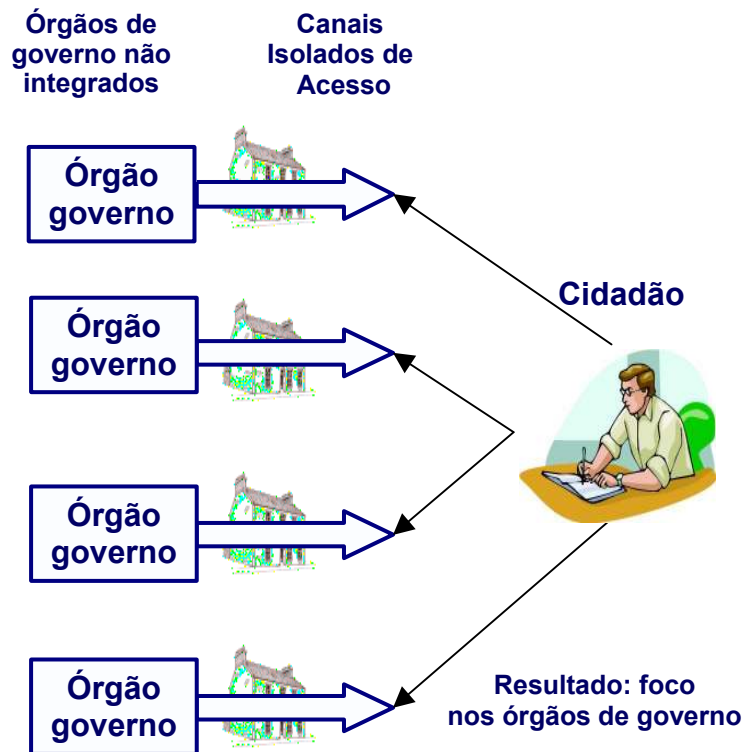 Órgãos de
governo não
integrados
Canais
Isolados de
Acesso
Órgão
governo
Cidadão
Órgão
governo
Órgão
governo
Órgão
governo
Resultado: foco
nos órgãos de governo